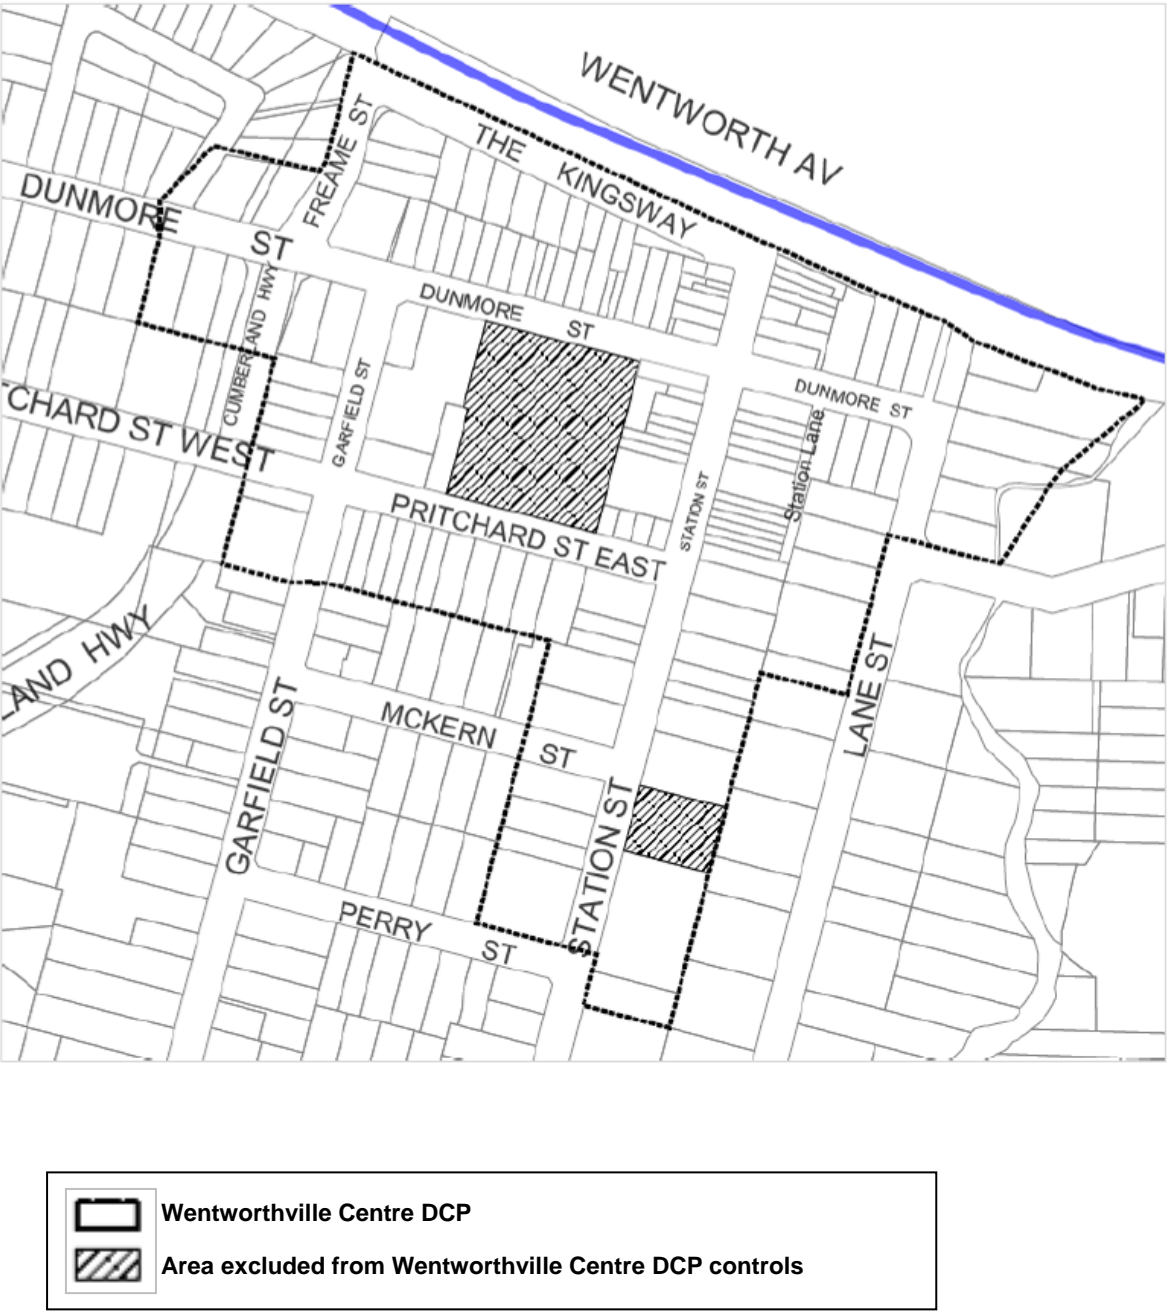 WENTWORTH AV
THE KINGSWAY
FREAME ST
DUNMORE ST
CUMBERLAND HWY
DUNMORE ST
GARFIELD ST
DUNMORE ST
Station Lane
TCHARD ST WEST
STATION ST
PRITCHARD ST EAST
LAND HWY
LANE ST
GARFIELD ST
MCKERN ST
STATION ST
PERRY ST
Wentworthville Centre DCP
Area excluded from Wentworthville Centre DCP controls